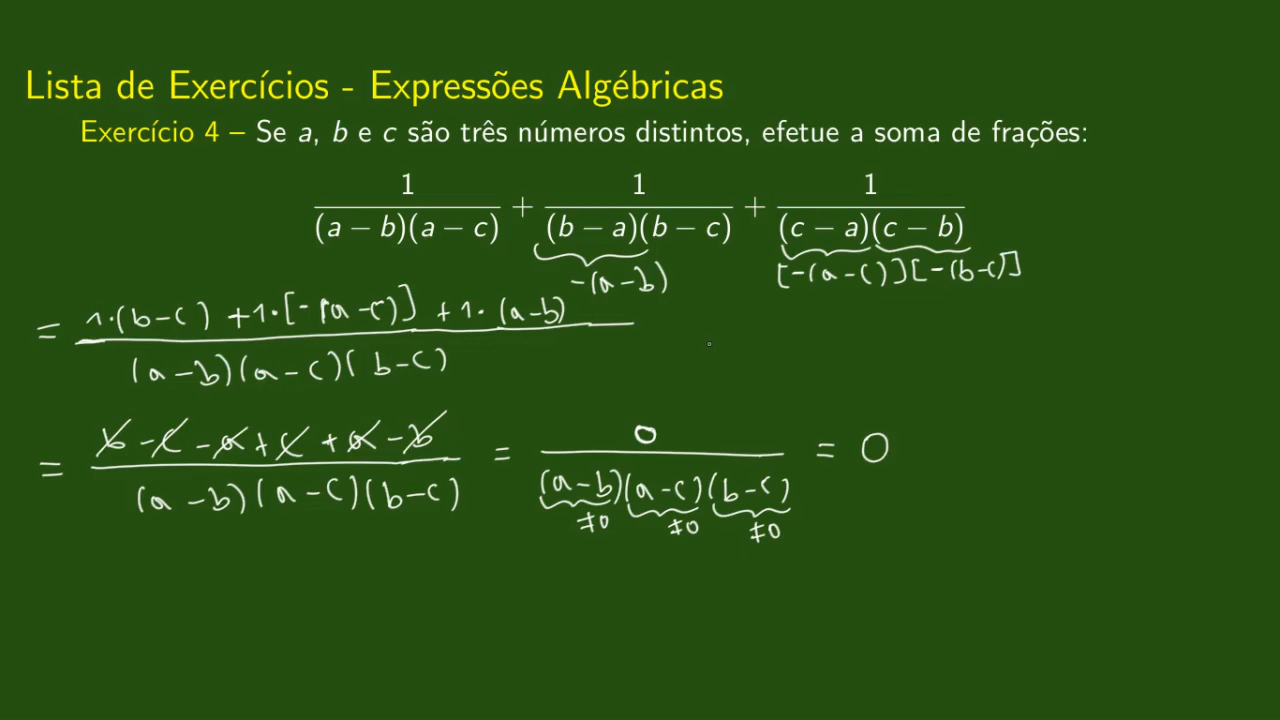 Lista de Exercícios - Expressões Algébricas
Exercício 4 – Se a, b e c são três números distintos, efetue a soma de frações:
1/((a − b)(a − c)) + 1/((b − a)(b − c)) + 1/((c − a)(c − b))
-(a-b) [-(a-c)][-(b-c)]
= (1·(b-c) + 1·[-(a-c)] + 1·(a-b))/((a-b)(a-c)(b-c))
= (b - c - a + c + a - b)/((a-b)(a-c)(b-c)) = 0/((a-b)(a-c)(b-c)) = 0
≠0 ≠0 ≠0